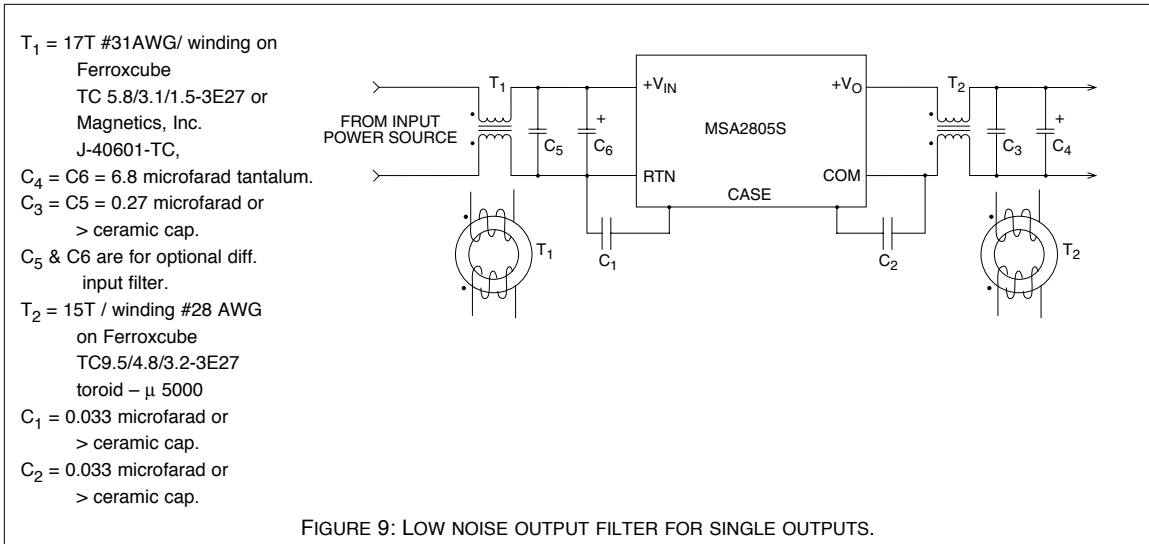 T1 = 17T #31AWG/ winding on
Ferroxcube
TC 5.8/3.1/1.5-3E27 or
Magnetics, Inc.
J-40601-TC,
C4 = C6 = 6.8 microfarad tantalum.
C3 = C5 = 0.27 microfarad or
> ceramic cap.
C5 & C6 are for optional diff.
input filter.
T2 = 15T / winding #28 AWG
on Ferroxcube
TC9.5/4.8/3.2-3E27
toroid – μ 5000
C1 = 0.033 microfarad or
> ceramic cap.
C2 = 0.033 microfarad or
> ceramic cap.
FROM INPUT
POWER SOURCE
T1
C5
+
C6
+VIN
RTN
MSA2805S
CASE
+VO
COM
T2
C3
+
C4
C1
C2
T1
T2
FIGURE 9: LOW NOISE OUTPUT FILTER FOR SINGLE OUTPUTS.